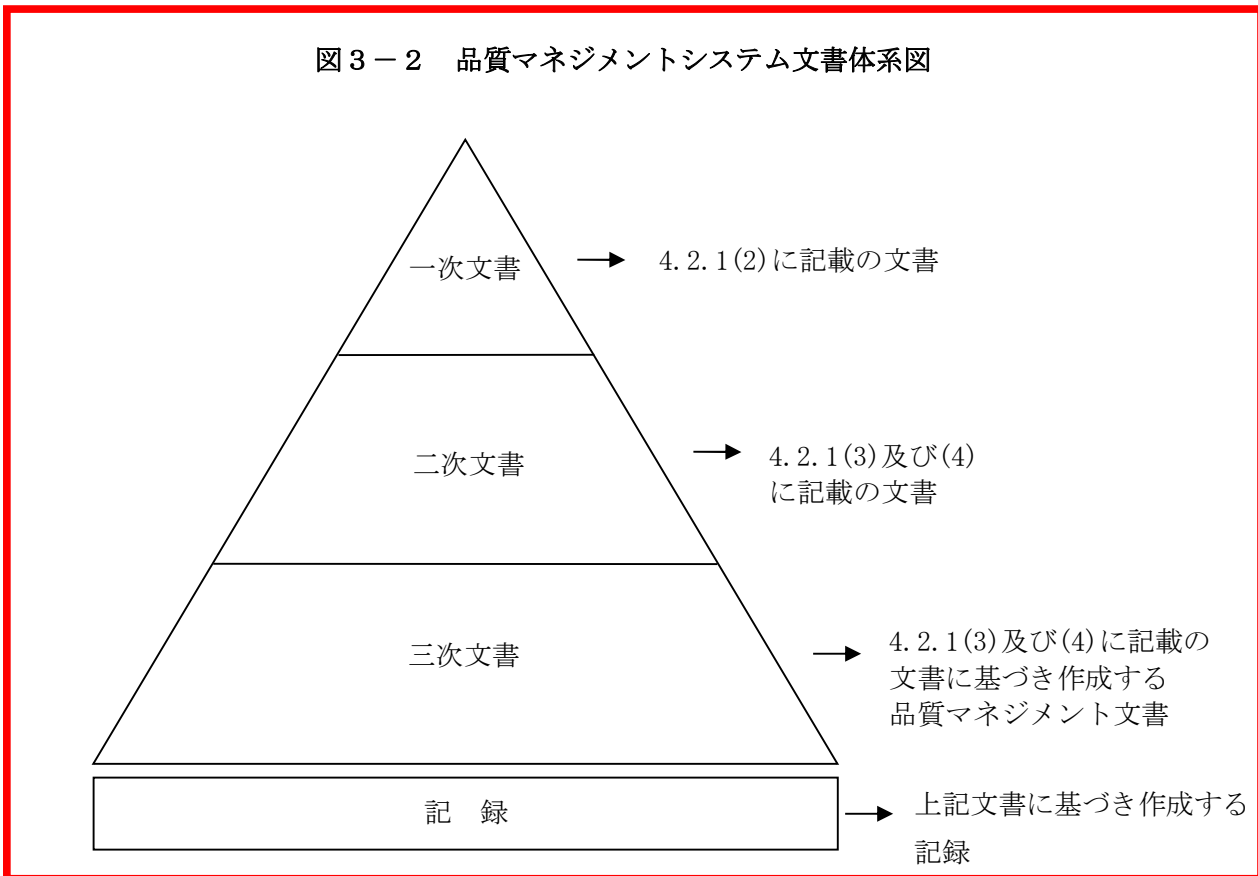 図３－２　品質マネジメントシステム文書体系図
一次文書
4.2.1(2)に記載の文書
二次文書
4.2.1(3)及び(4)
に記載の文書
三次文書
4.2.1(3)及び(4)に記載の
文書に基づき作成する
品質マネジメント文書
記　録
上記文書に基づき作成する
記録